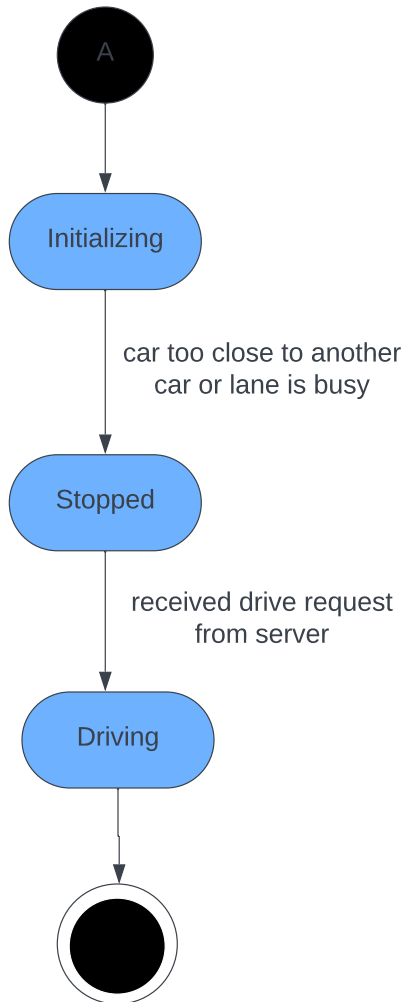 A
Initializing
car too close to another
car or lane is busy
Stopped
received drive request
from server
Driving